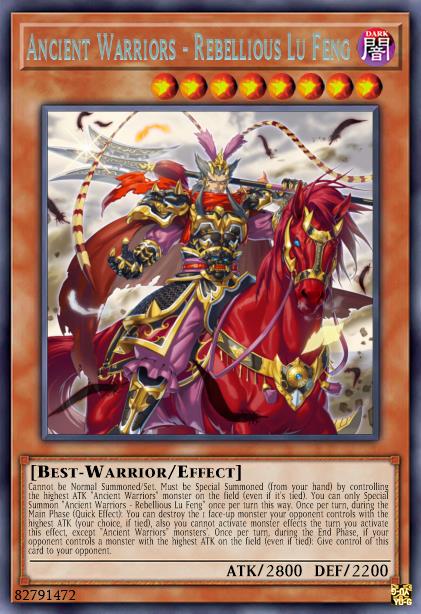 Ancient Warriors - Rebellious Lu Feng
DARK
闇
[Best-Warrior/Effect]
Cannot be Normal Summoned/Set. Must be Special Summoned (from your hand) by controlling
the highest ATK "Ancient Warriors" monster on the field (even if it's tied). You can only Special
Summon "Ancient Warriors - Rebellious Lu Feng" once per turn this way. Once per turn, during the
Main Phase (Quick Effect): You can destroy the 1 face-up monster your opponent controls with the
highest ATK (your choice, if tied), also you cannot activate monster effects the turn you activate
this effect, except "Ancient Warriors" monsters'. Once per turn, during the End Phase, if your
opponent controls a monster with the highest ATK on the field (even if tied): Give control of this
card to your opponent.
ATK/2800 DEF/2200
82791472